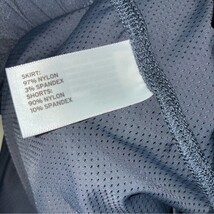 SKIRT:
97% NYLON
3% SPANDEX
SHORTS:
90% NYLON
10% SPANDEX